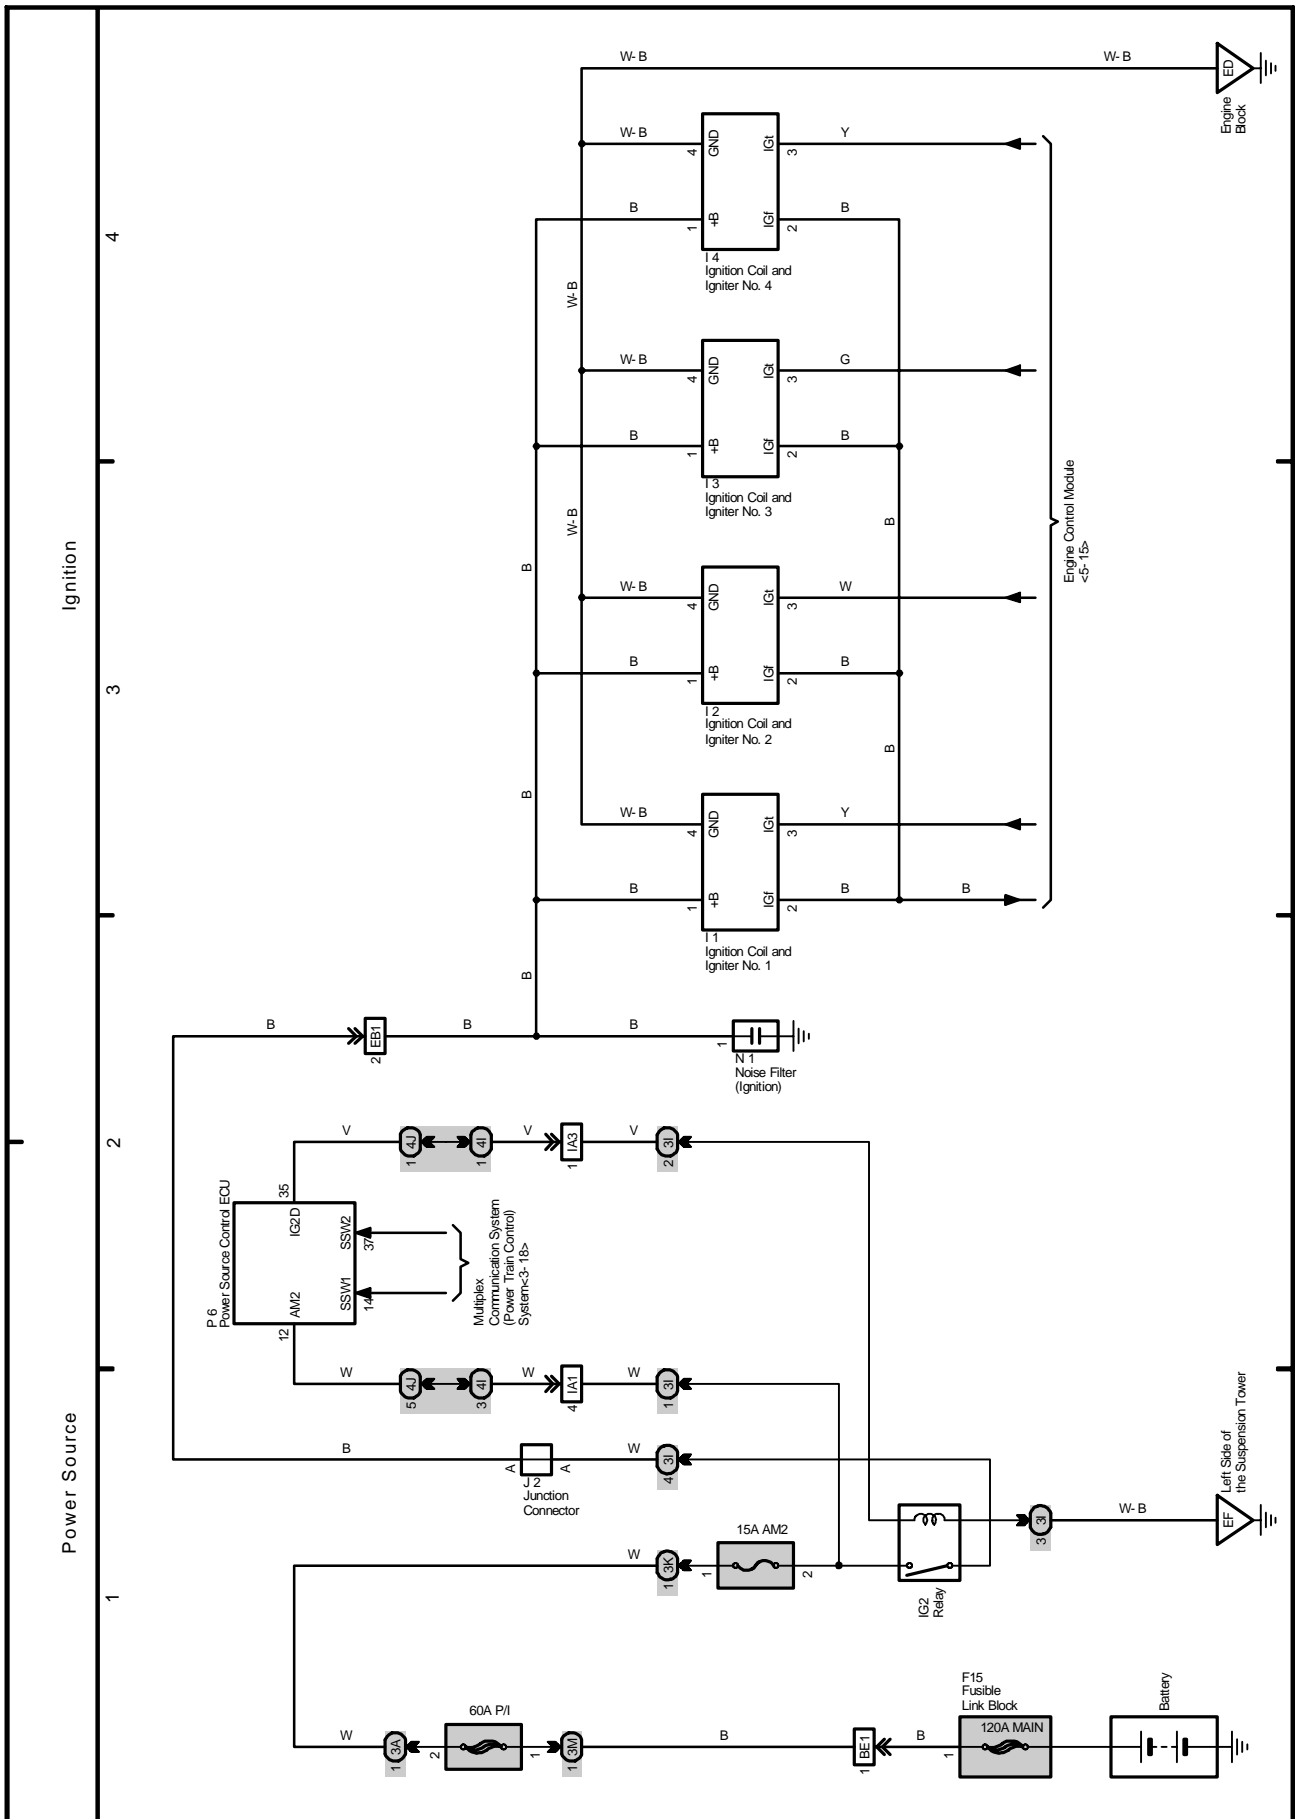 Power Source
Ignition
1
2
3
4
Battery
F15
Fusible
Link Block
120A MAIN
1
B
1
BE1
B
1
3M
1
60A P/I
2
1
3A
W
W
1
3K
1
15A AM2
2
IG2
Relay
3
3I
W-B
EF
Left Side of
the Suspension Tower
B
A
J 2
Junction
Connector
A
W
4
3I
P 6
Power Source Control ECU
12
AM2
35
IG2D
SSW1
14
SSW2
37
W
5
4J
3
4I
W
4
IA1
W
1
3I
Multiplex
Communication System
(Power Train Control)
System<3-18>
V
1
4J
1
4I
V
1
IA3
V
2
3I
B
2
EB1
B
B
1
N 1
Noise Filter
(Ignition)
B
B
B
B
1
+B
W-B
4
GND
IGf
2
B
B
IGt
3
Y
I 1
Ignition Coil and
Igniter No. 1
B
1
+B
W-B
4
GND
IGf
2
B
IGt
3
W
I 2
Ignition Coil and
Igniter No. 2
B
W-B
B
1
+B
W-B
4
GND
IGf
2
B
IGt
3
G
I 3
Ignition Coil and
Igniter No. 3
B
W-B
B
1
+B
W-B
4
GND
IGf
2
B
IGt
3
Y
I 4
Ignition Coil and
Igniter No. 4
Engine Control Module
<5-15>
W-B
W-B
ED
Engine
Block